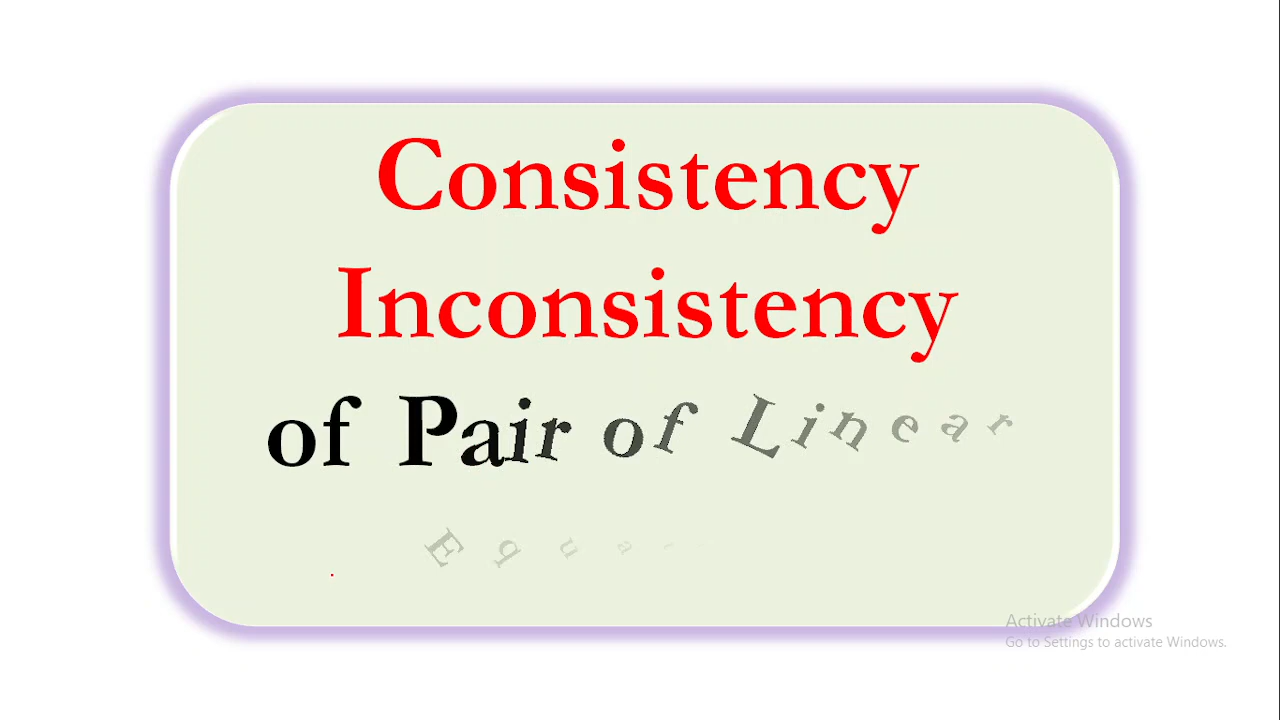 Consistency
Inconsistency
of Pair of Linear
Activate Windows
Go to Settings to activate Windows.